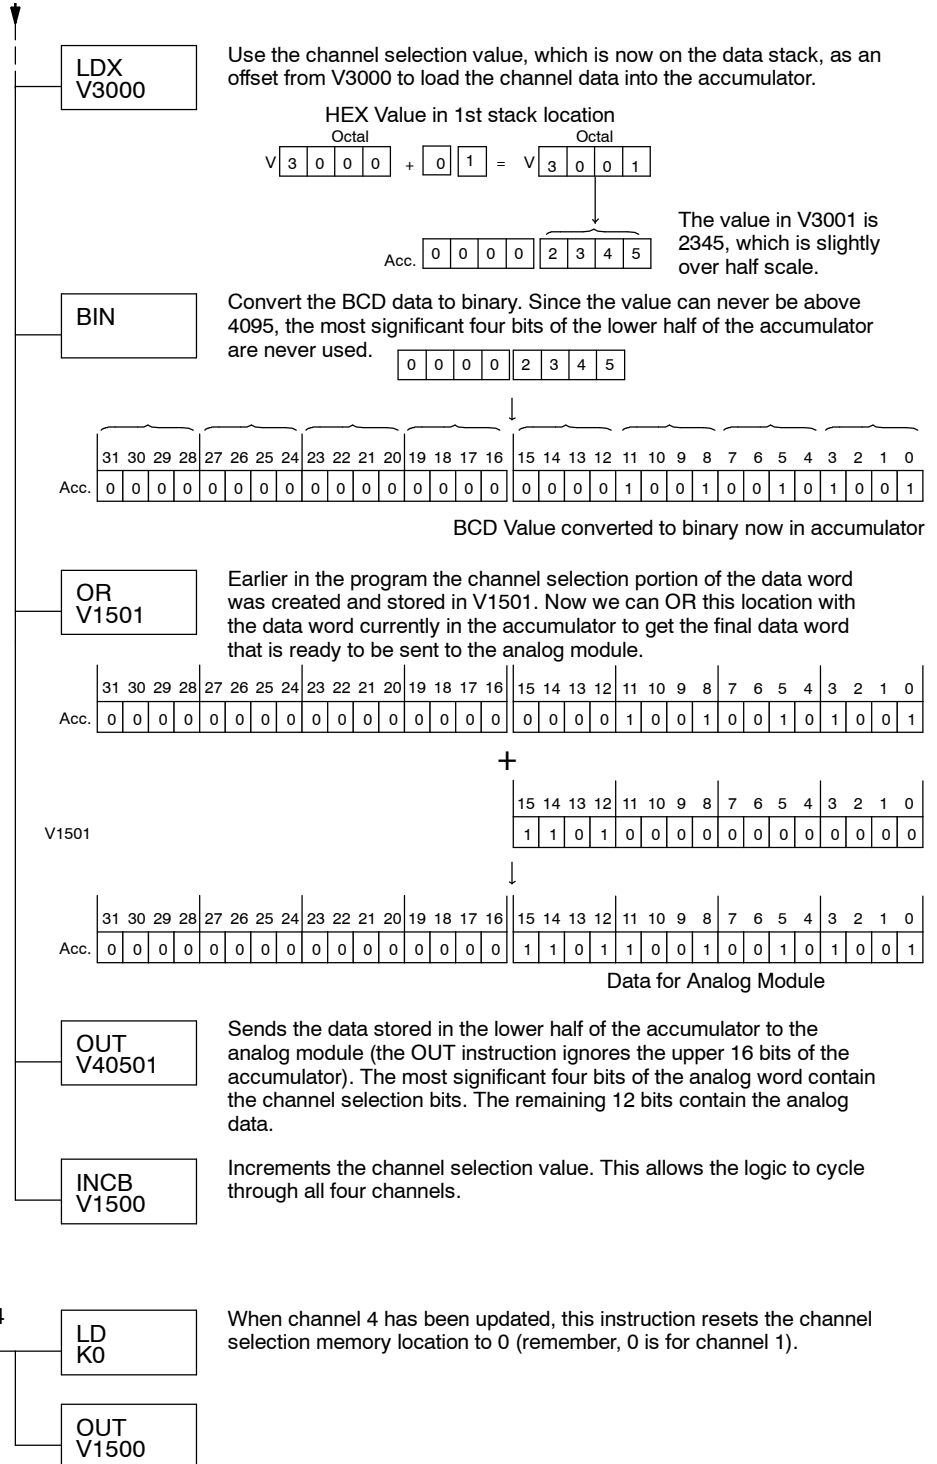 LDX
V3000
Use the channel selection value, which is now on the data stack, as an
offset from V3000 to load the channel data into the accumulator.
HEX Value in 1st stack location
Octal Octal
V 3 0 0 0 + 0 1 = V 3 0 0 1
The value in V3001 is
2345, which is slightly
over half scale.
Acc. 0 0 0 0 2 3 4 5
BIN
Convert the BCD data to binary. Since the value can never be above
4095, the most significant four bits of the lower half of the accumulator
are never used.
0 0 0 0 2 3 4 5
31 30 29 28 27 26 25 24 23 22 21 20 19 18 17 16 15 14 13 12 11 10 9 8 7 6 5 4 3 2 1 0
Acc. 0 0 0 0 0 0 0 0 0 0 0 0 0 0 0 0 0 0 0 0 1 0 0 1 0 0 1 0 1 0 0 1
BCD Value converted to binary now in accumulator
OR
V1501
Earlier in the program the channel selection portion of the data word
was created and stored in V1501. Now we can OR this location with
the data word currently in the accumulator to get the final data word
that is ready to be sent to the analog module.
31 30 29 28 27 26 25 24 23 22 21 20 19 18 17 16 15 14 13 12 11 10 9 8 7 6 5 4 3 2 1 0
Acc. 0 0 0 0 0 0 0 0 0 0 0 0 0 0 0 0 0 0 0 0 1 0 0 1 0 0 1 0 1 0 0 1
+
15 14 13 12 11 10 9 8 7 6 5 4 3 2 1 0
V1501 1 1 0 1 0 0 0 0 0 0 0 0 0 0 0 0
31 30 29 28 27 26 25 24 23 22 21 20 19 18 17 16 15 14 13 12 11 10 9 8 7 6 5 4 3 2 1 0
Acc. 0 0 0 0 0 0 0 0 0 0 0 0 0 0 0 0 1 1 0 1 1 0 0 1 0 0 1 0 1 0 0 1
Data for Analog Module
OUT
V40501
Sends the data stored in the lower half of the accumulator to the
analog module (the OUT instruction ignores the upper 16 bits of the
accumulator). The most significant four bits of the analog word contain
the channel selection bits. The remaining 12 bits contain the analog
data.
INCB
V1500
Increments the channel selection value. This allows the logic to cycle
through all four channels.
4
LD
K0
When channel 4 has been updated, this instruction resets the channel
selection memory location to 0 (remember, 0 is for channel 1).
OUT
V1500